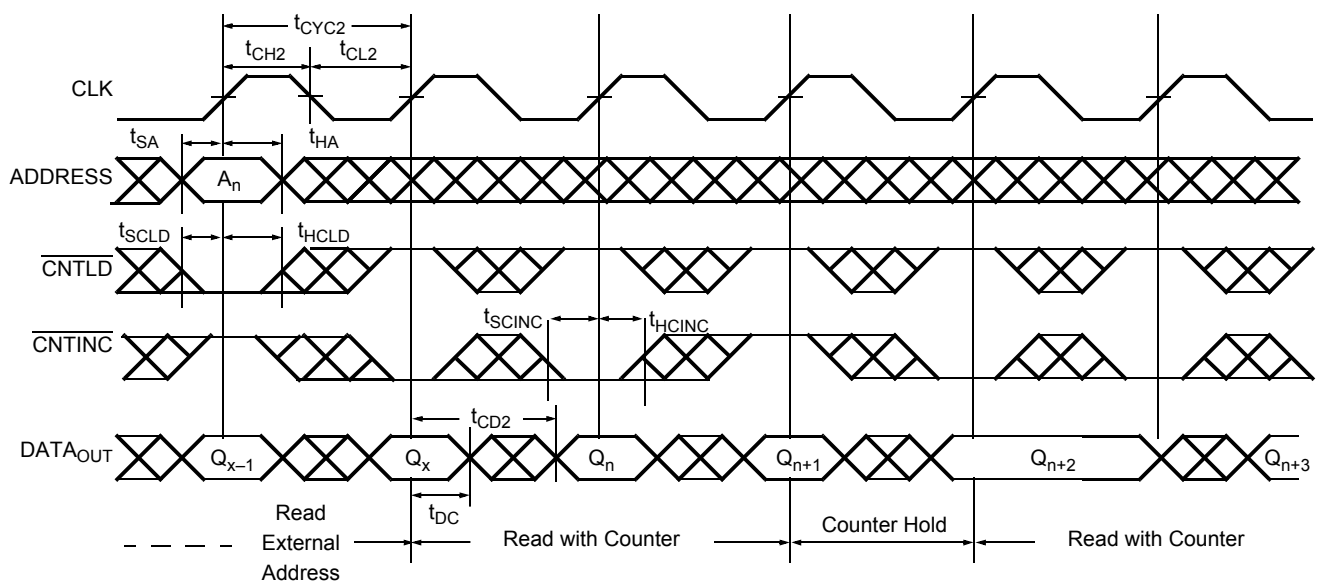 tCYC2
tCH2 tCL2
CLK
tSA tHA
ADDRESS An
tSCLD tHCLD
CNTLD
tSCINC tHCINC
CNTINC
tCD2
DATAOUT Qx–1 Qx Qn Qn+1 Qn+2 Qn+3
tDC
Read
External
Address
Read with Counter
Counter Hold
Read with Counter